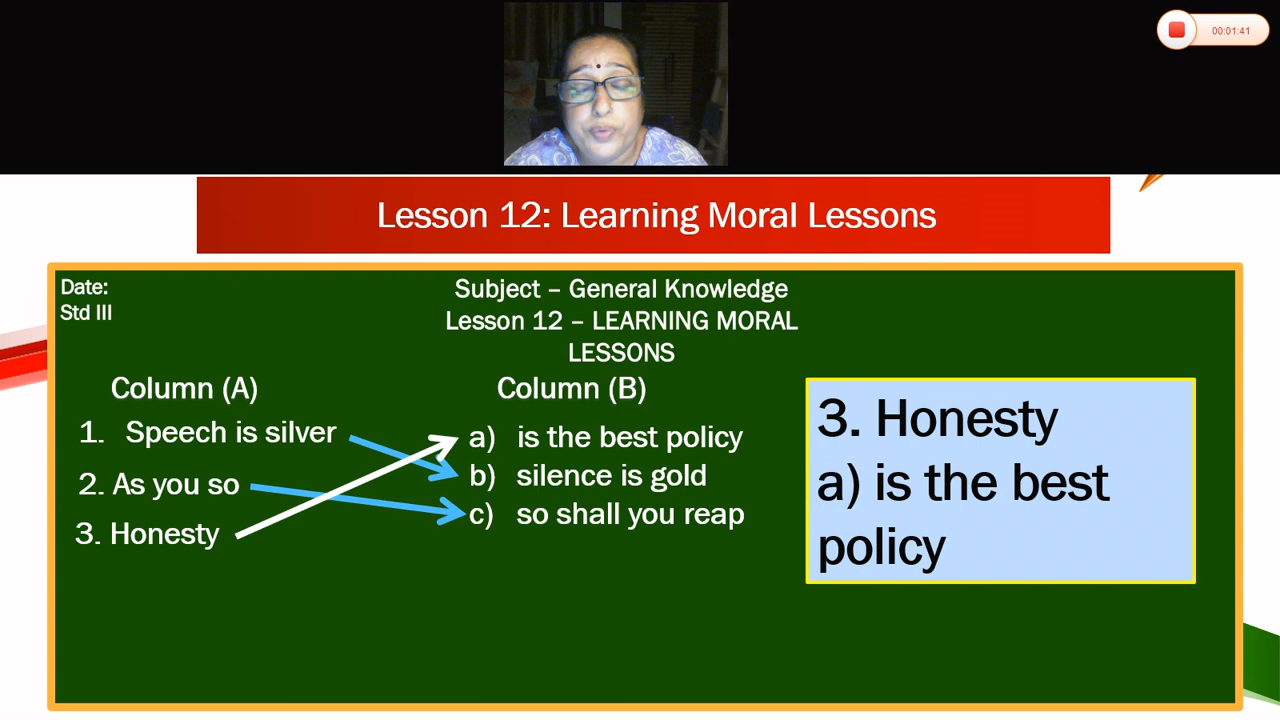 00:01:41
Lesson 12: Learning Moral Lessons
Date:
Std III
Subject – General Knowledge
Lesson 12 – LEARNING MORAL
LESSONS
Column (A)
1. Speech is silver
2. As you so
3. Honesty
Column (B)
a) is the best policy
b) silence is gold
c) so shall you reap
3. Honesty
a) is the best
policy